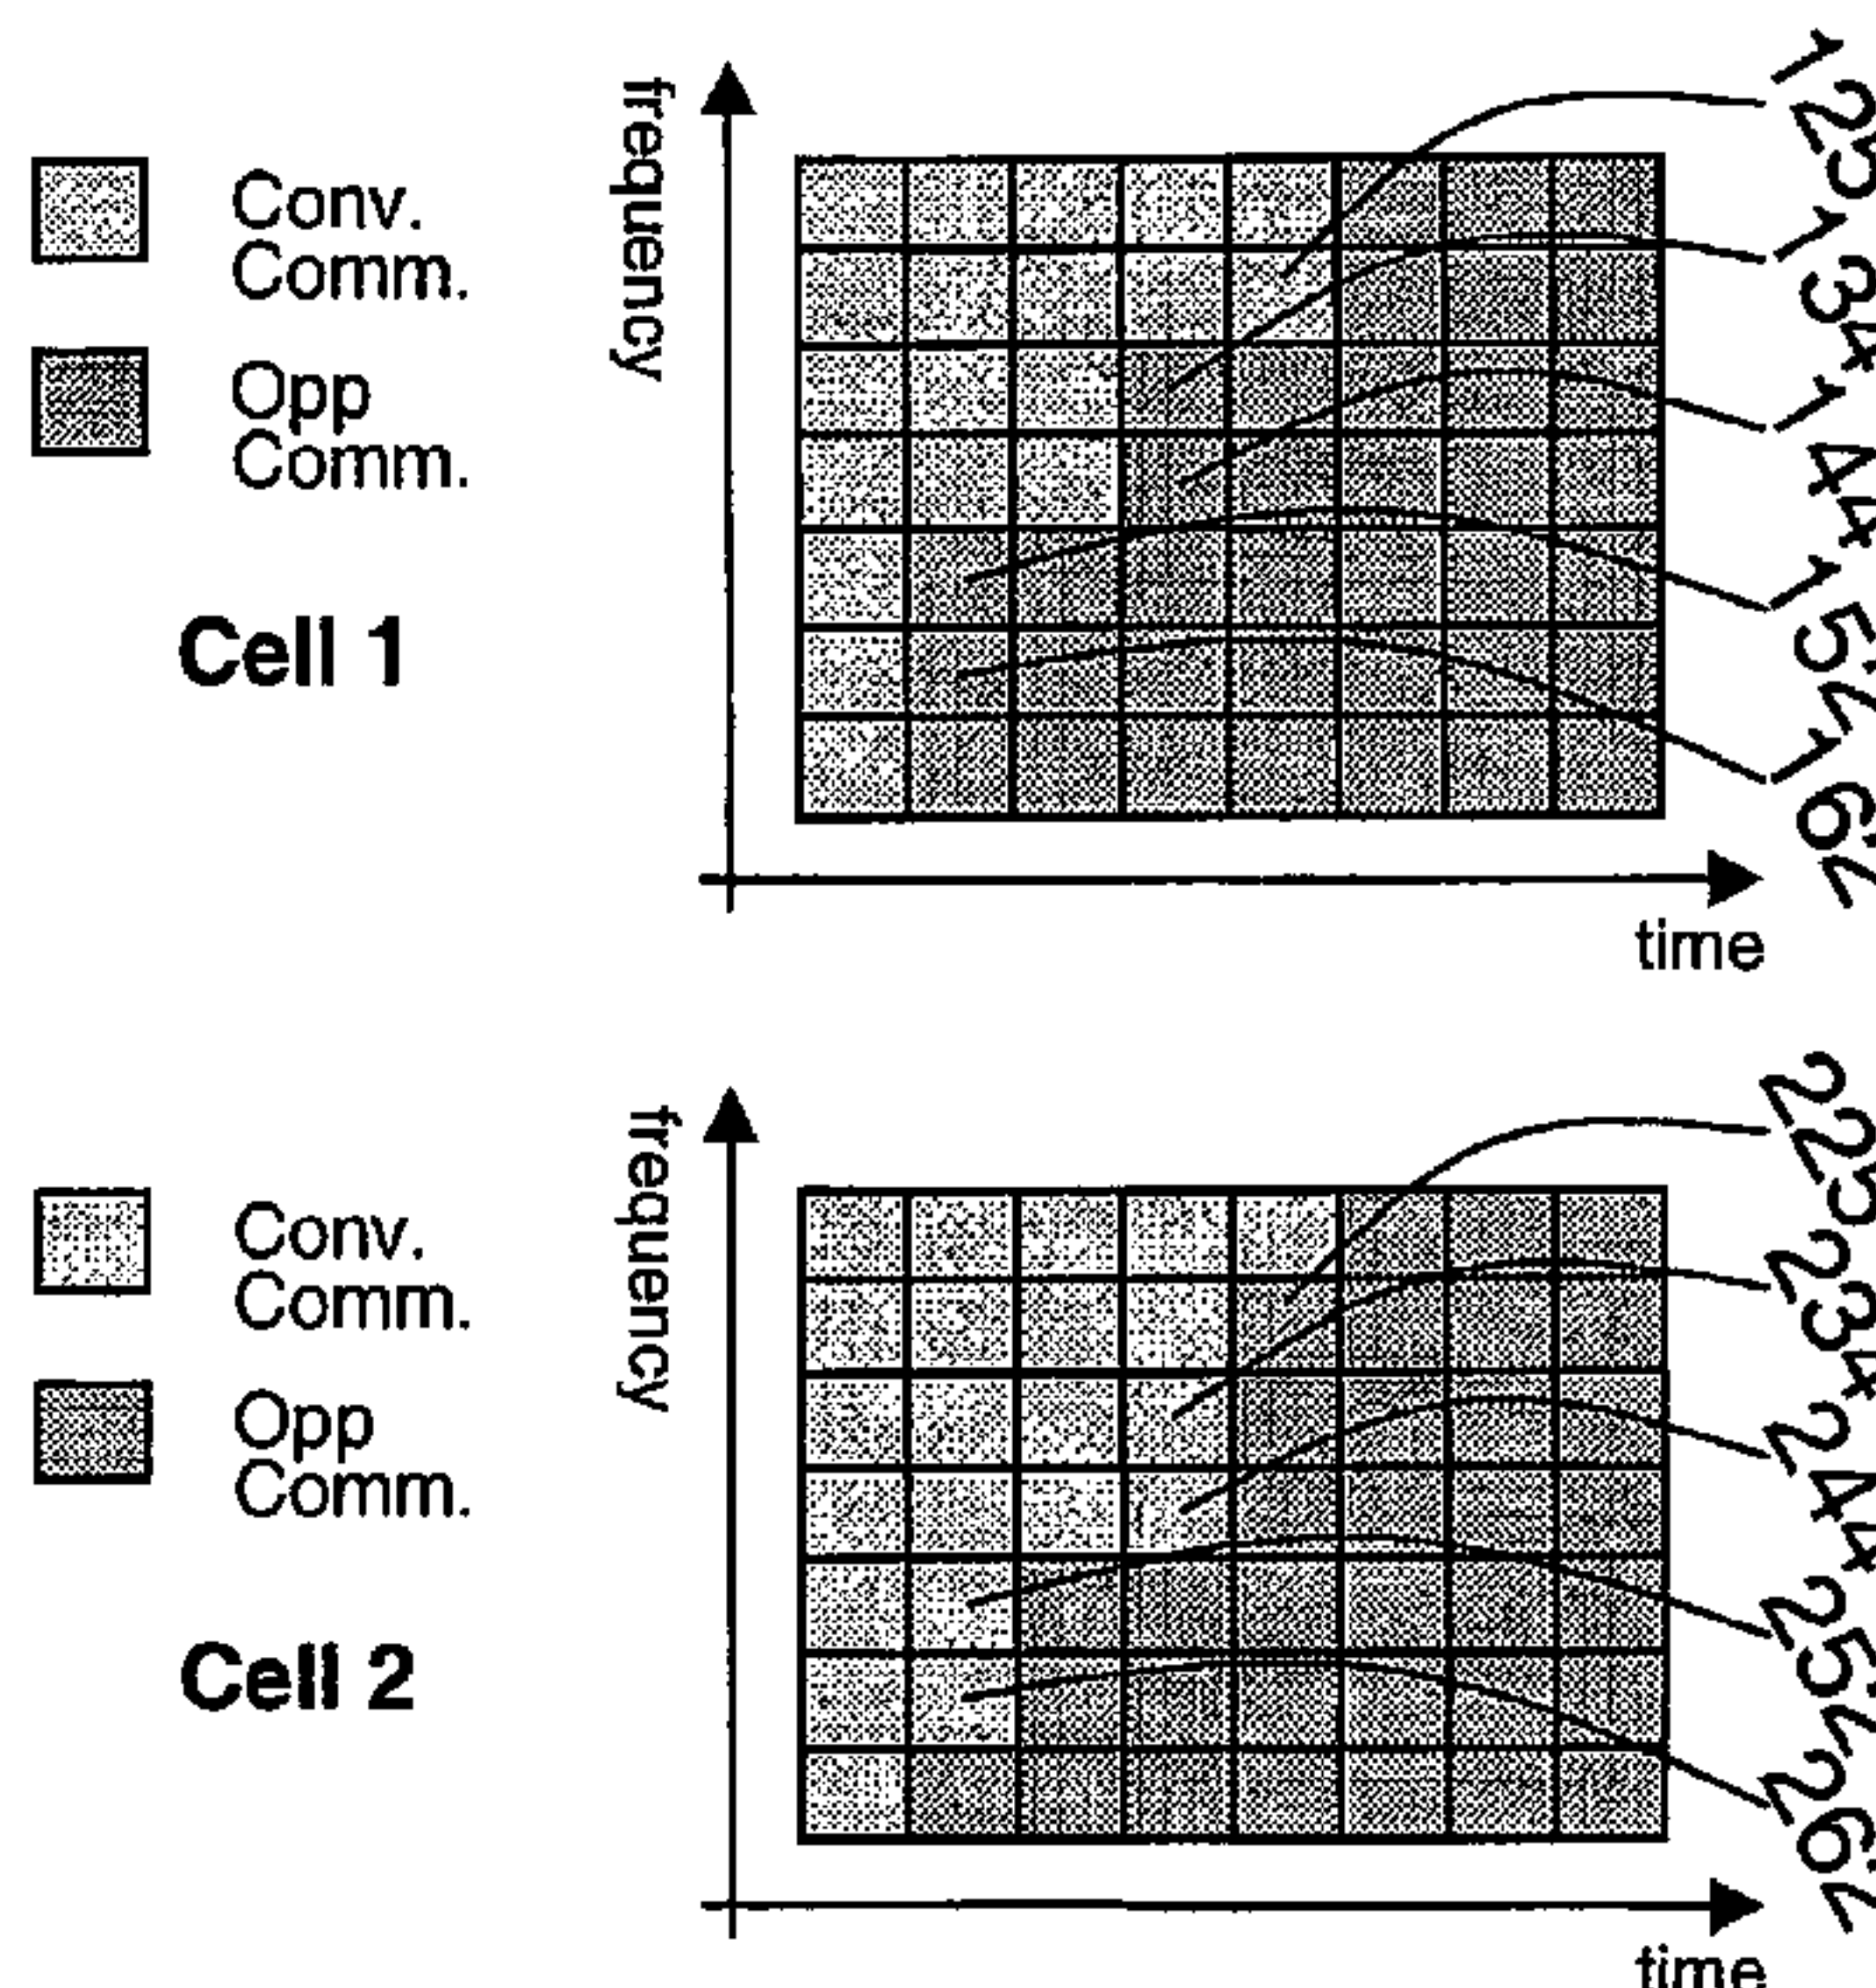 Conv.
Comm.
Opp
Comm.
Cell 1
frequency
time
125
134
144
152
162
Conv.
Comm.
Opp
Comm.
Cell 2
frequency
time
225
234
244
252
262